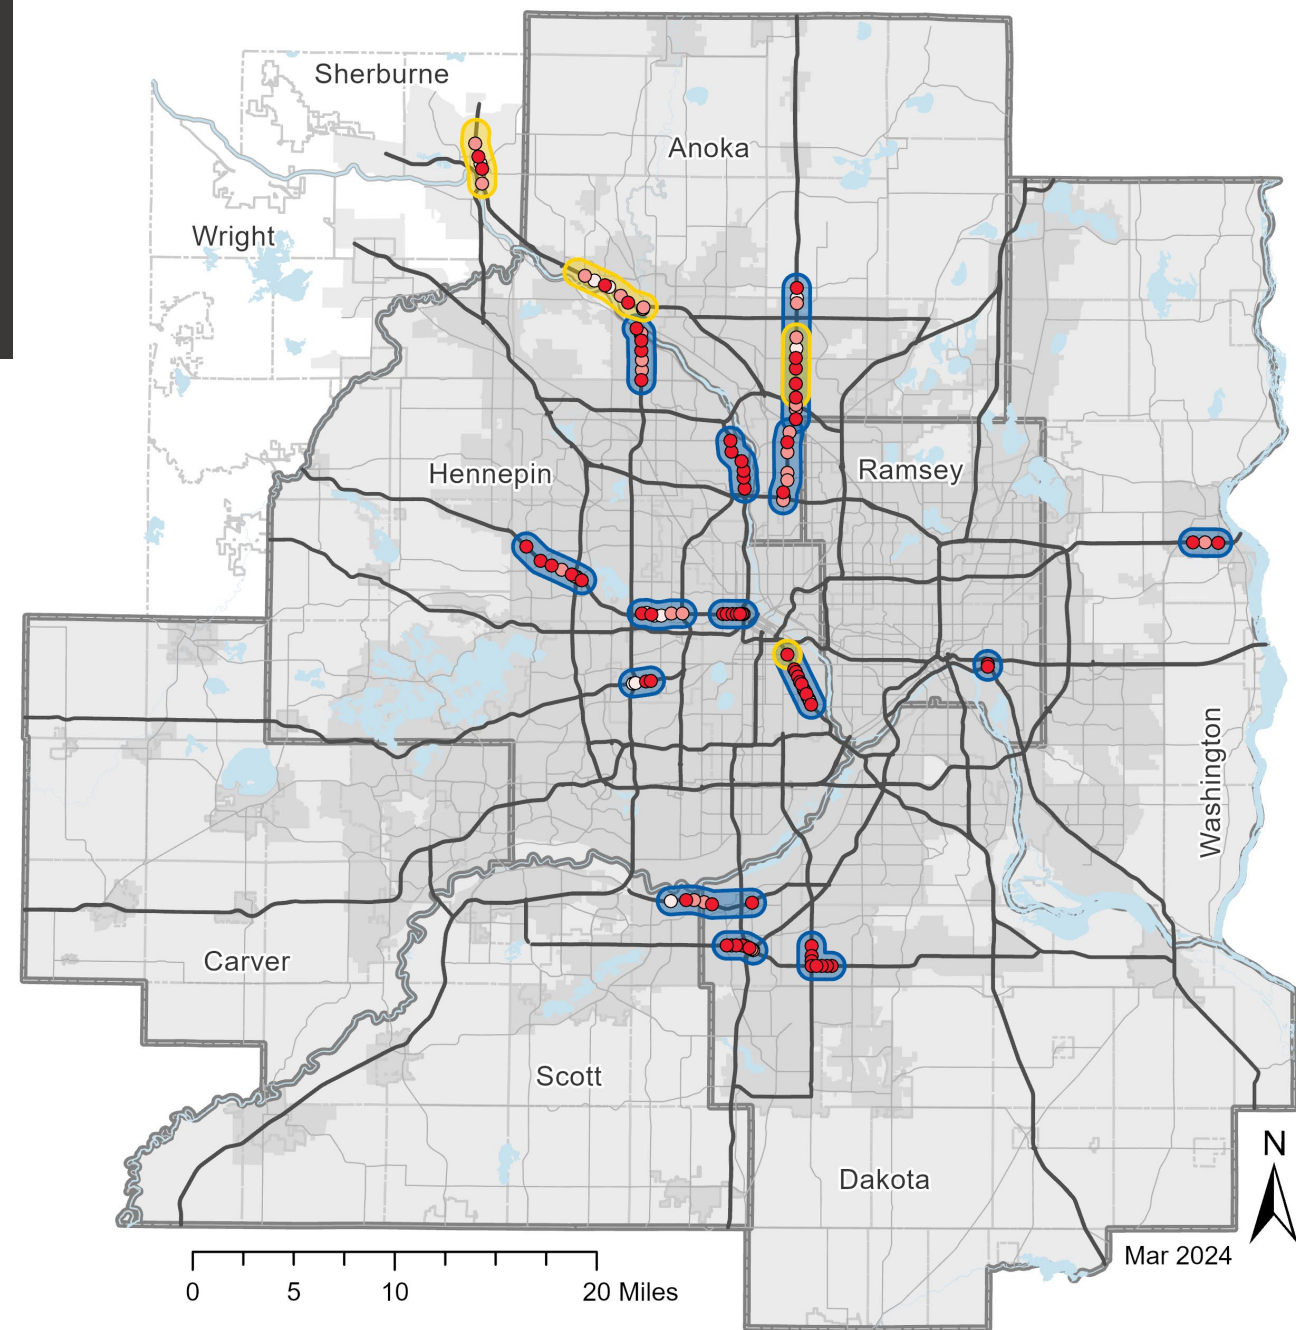 Sherburne
Anoka
Wright
Hennepin
Ramsey
Washington
Carver
Scott
Dakota
N
Mar 2024
0 5 10 20 Miles